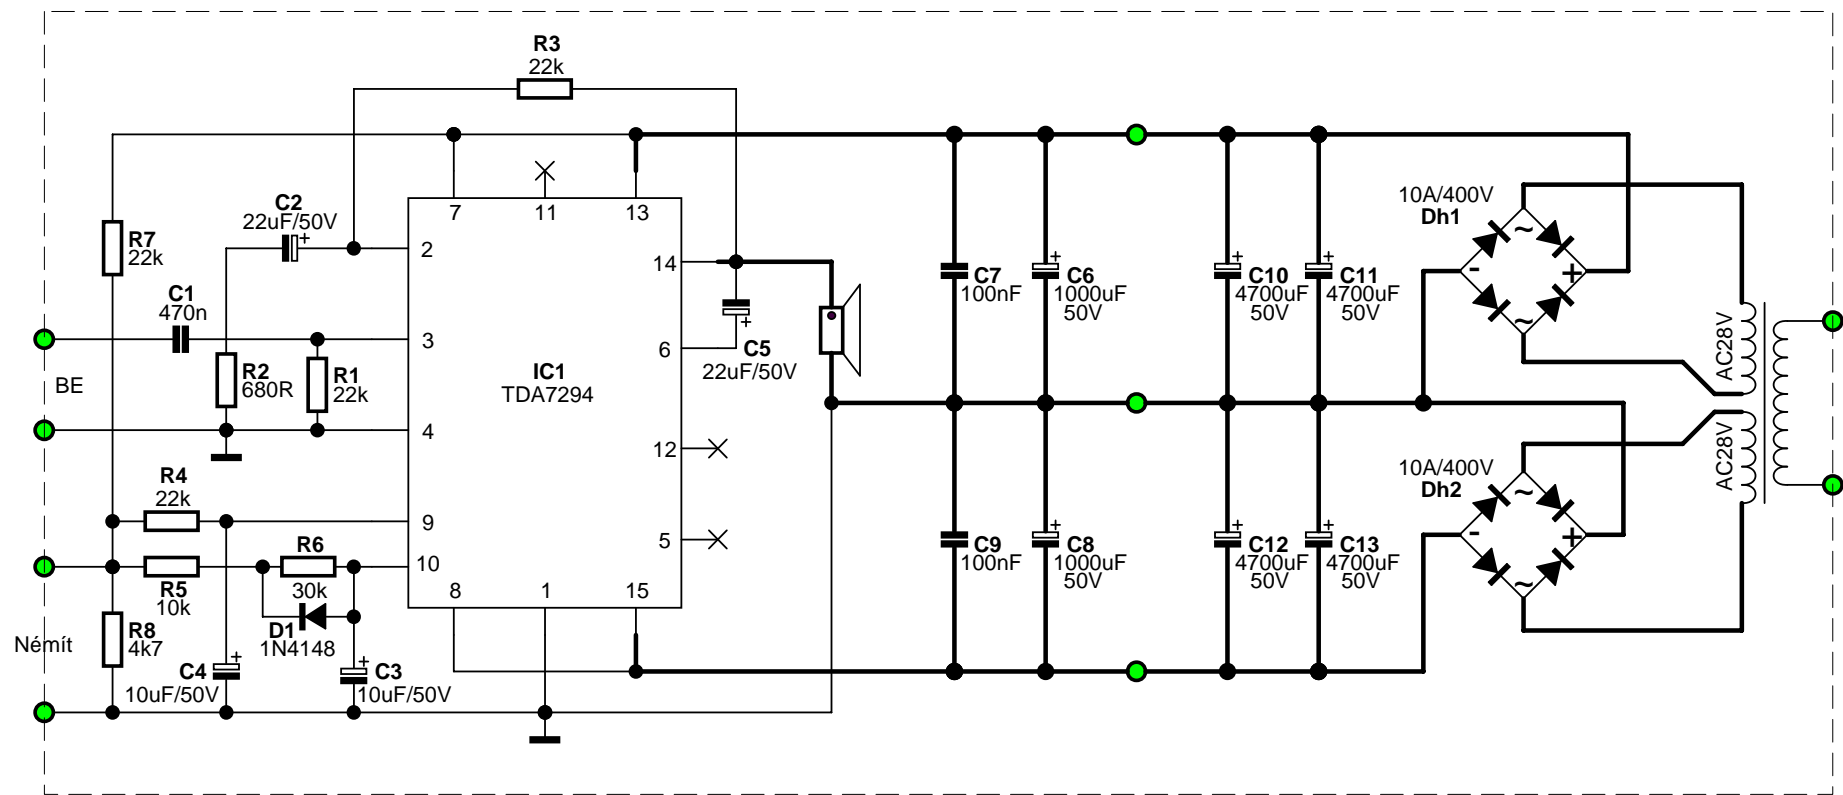 R3
22k
C2
22uF/50V
+
R7
22k
C1
470n
BE
R2
680R
R1
22k
R4
22k
R5
10k
R6
30k
D1
1N4148
Némít
R8
4k7
C4
10uF/50V
+
C3
10uF/50V
+
7
11
13
2
14
3
6
IC1
TDA7294
4
12
9
5
10
8
1
15
+
C5
22uF/50V
C7
100nF
+
C6
1000uF
50V
+
C10
4700uF
50V
+
C11
4700uF
50V
C9
100nF
+
C8
1000uF
50V
+
C12
4700uF
50V
+
C13
4700uF
50V
10A/400V
Dh1
~
-
+
~
10A/400V
Dh2
~
-
+
~
AC28V
AC28V